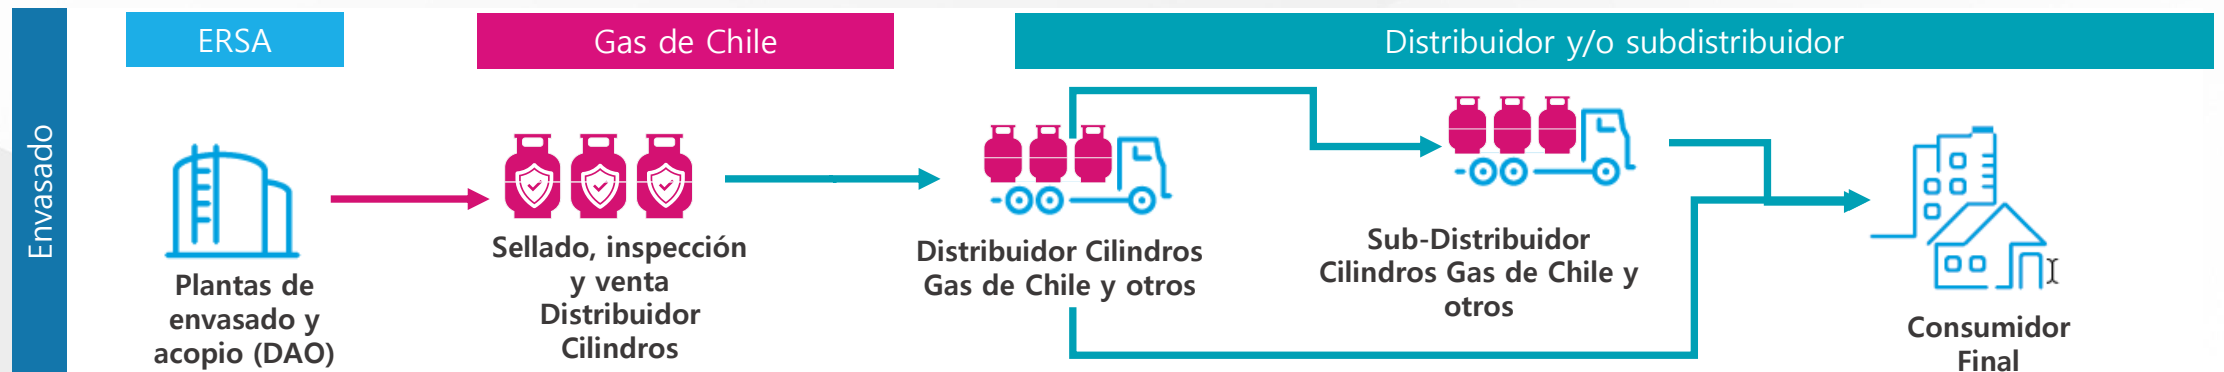 ERSA
Gas de Chile
Distribuidor y/o subdistribuidor
Envasado
Plantas de
envasado y
acopio (DAO)
Sellado, inspección
y venta
Distribuidor
Cilindros
Distribuidor Cilindros
Gas de Chile y otros
Sub-Distribuidor
Cilindros Gas de Chile y
otros
Consumidor
Final